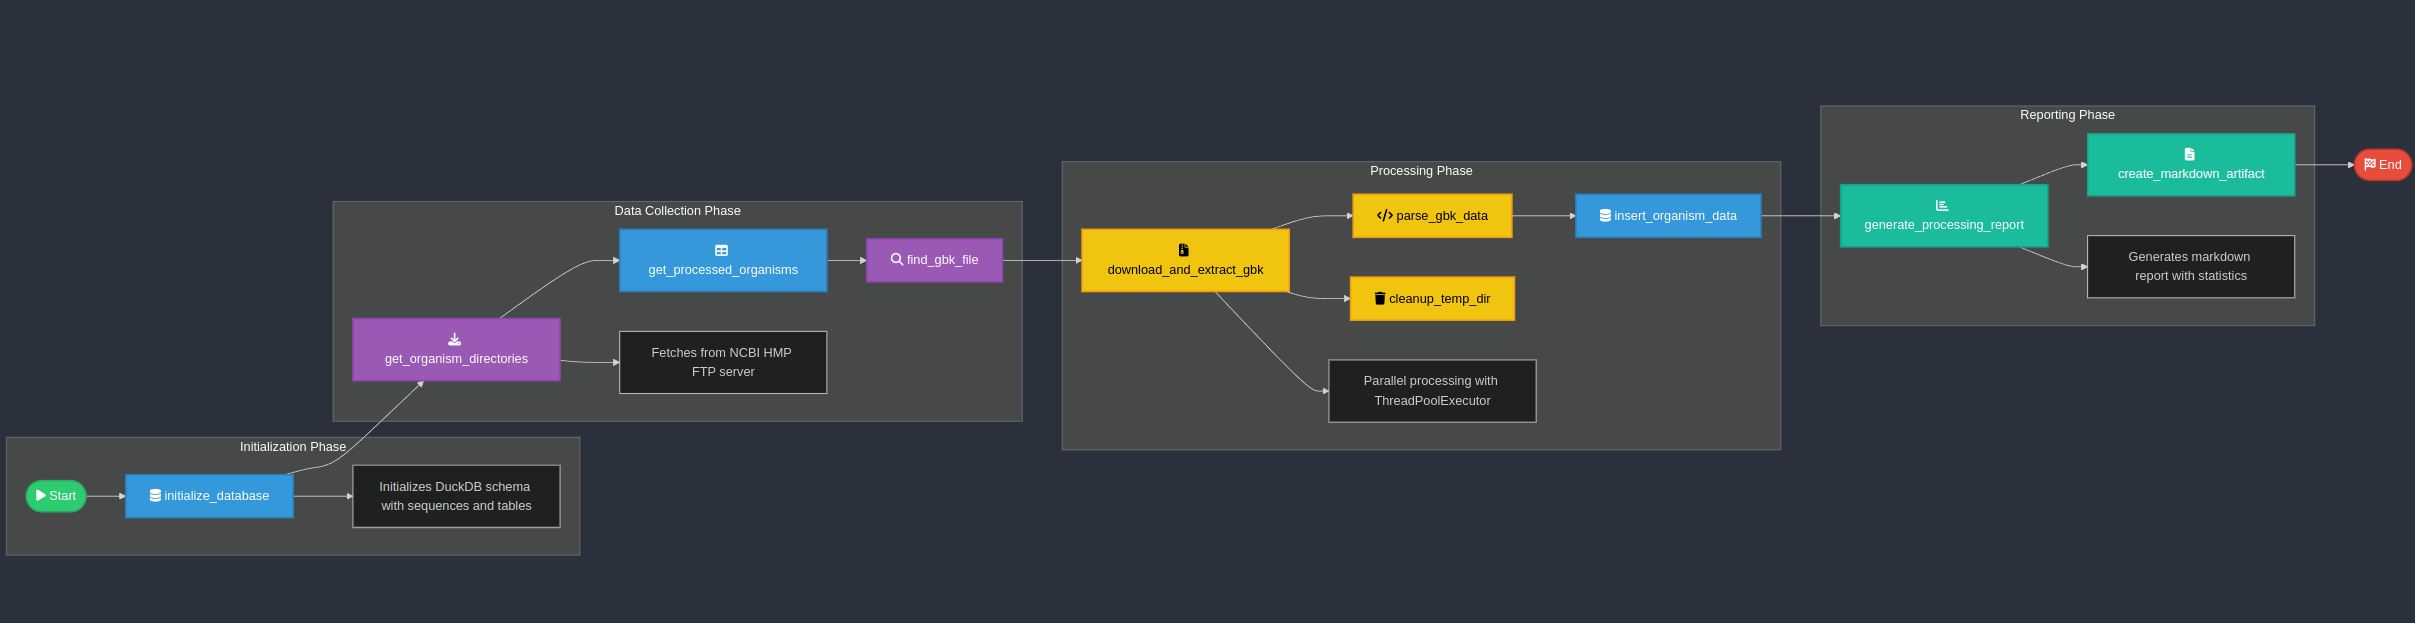 Initialization Phase
Start
initialize_database
Initializes DuckDB schema
with sequences and tables
Data Collection Phase
get_organism_directories
get_processed_organisms
find_gbk_file
Fetches from NCBI HMP
FTP server
Processing Phase
download_and_extract_gbk
parse_gbk_data
insert_organism_data
cleanup_temp_dir
Parallel processing with
ThreadPoolExecutor
Reporting Phase
generate_processing_report
create_markdown_artifact
Generates markdown
report with statistics
End